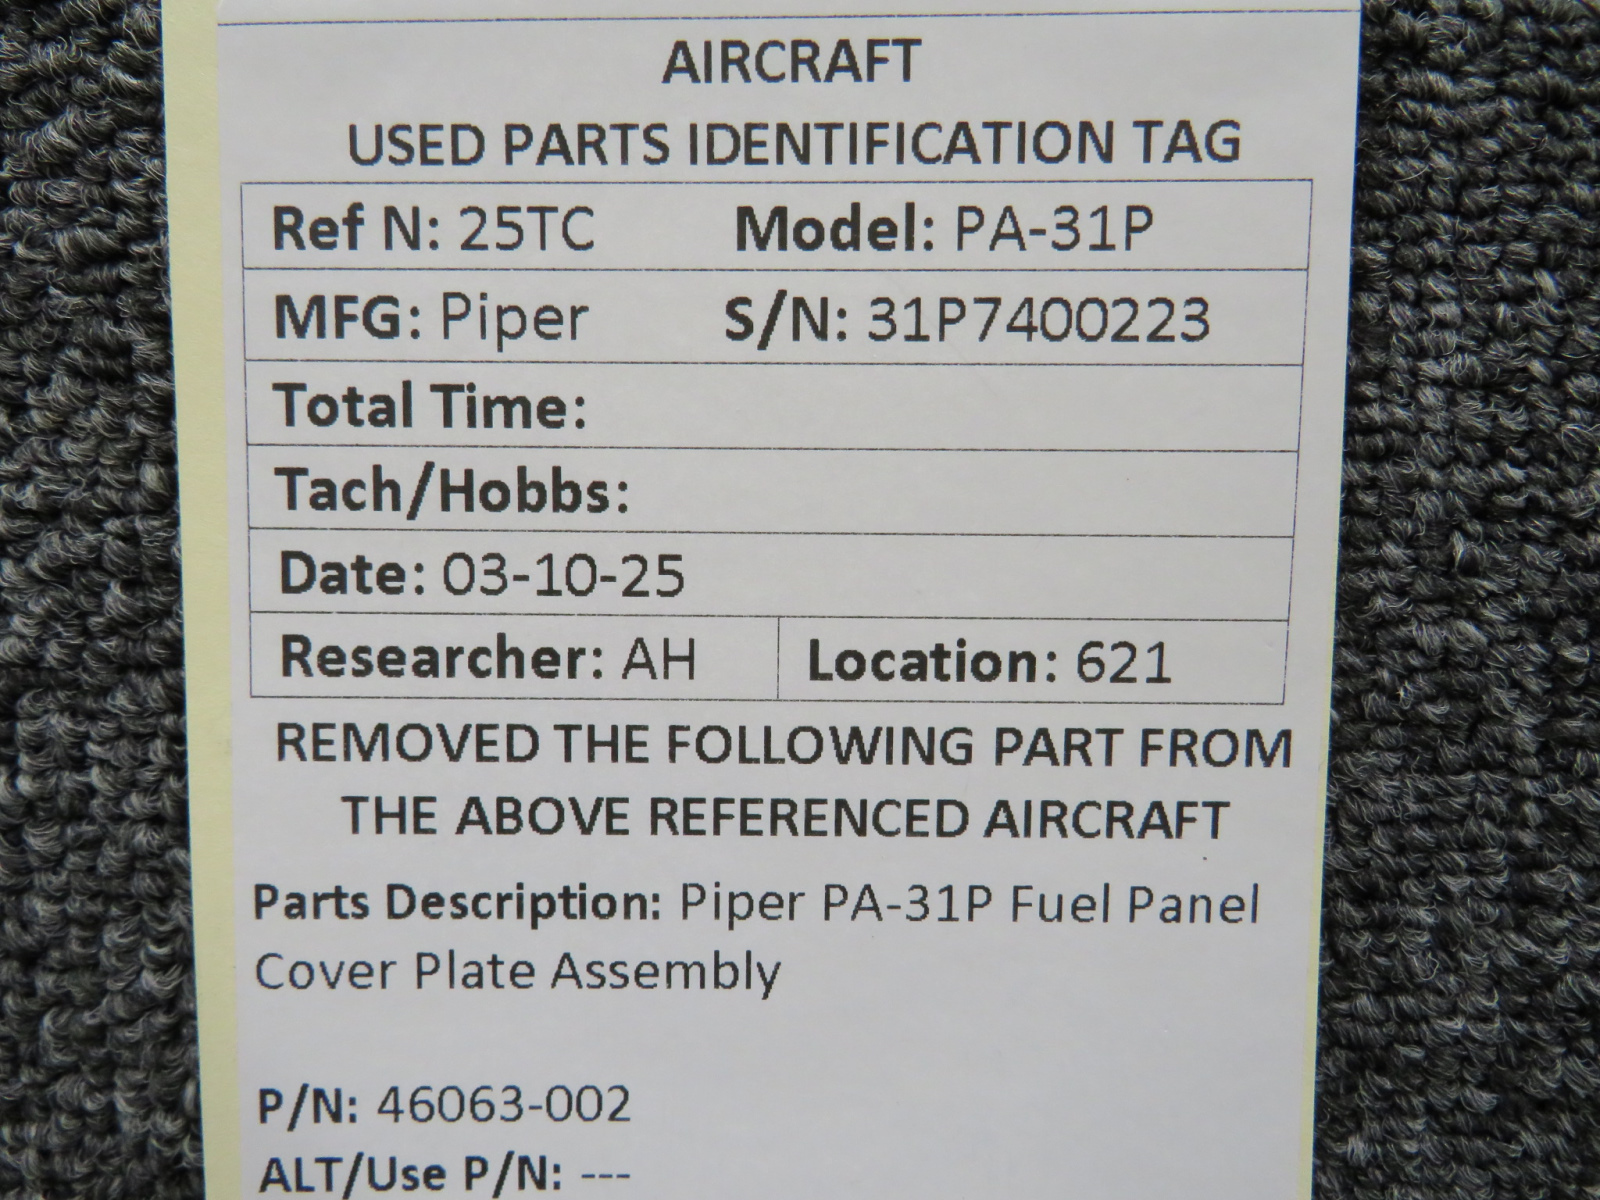 AIRCRAFT
USED PARTS IDENTIFICATION TAG
Ref N: 25TC Model: PA-31P
MFG: Piper S/N: 31P7400223
Total Time:
Tach/Hobbs:
Date: 03-10-25
Researcher: AH Location: 621
REMOVED THE FOLLOWING PART FROM
THE ABOVE REFERENCED AIRCRAFT
Parts Description: Piper PA-31P Fuel Panel
Cover Plate Assembly
P/N: 46063-002
ALT/Use P/N: ---